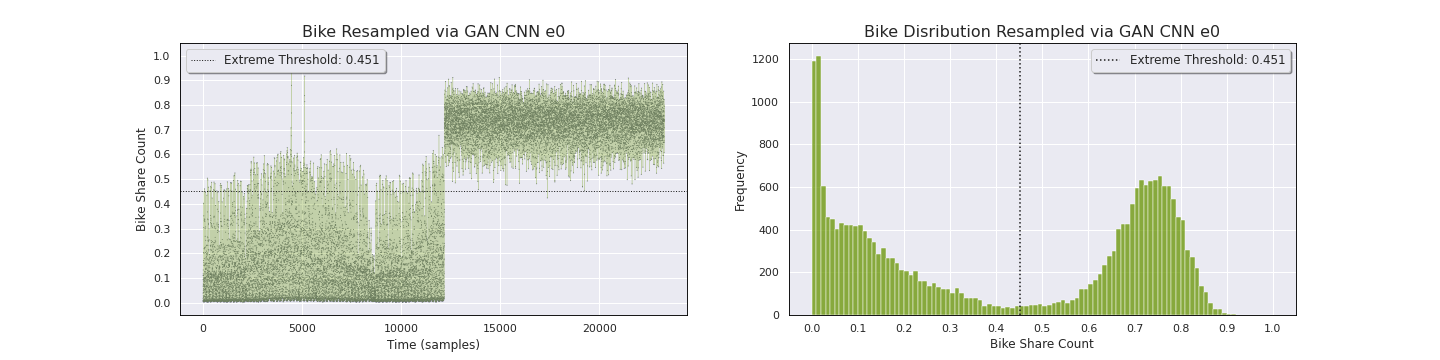 Bike Resampled via GAN CNN e0
Extreme Threshold: 0.451
1.0
0.9
0.8
0.7
0.6
0.5
0.4
0.3
0.2
0.1
0.0
Bike Share Count
0 5000 10000 15000 20000
Time (samples)
Bike Disribution Resampled via GAN CNN e0
Extreme Threshold: 0.451
1200
1000
800
600
400
200
0
Frequency
0.0 0.1 0.2 0.3 0.4 0.5 0.6 0.7 0.8 0.9 1.0
Bike Share Count